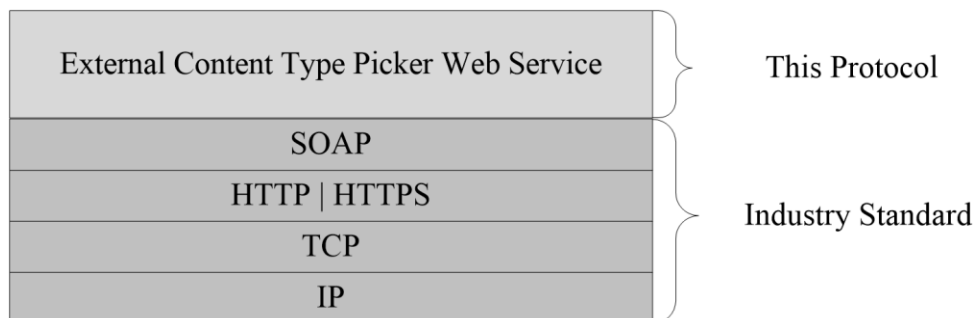 External Content Type Picker Web Service
This Protocol
SOAP
HTTP | HTTPS
TCP
IP
Industry Standard